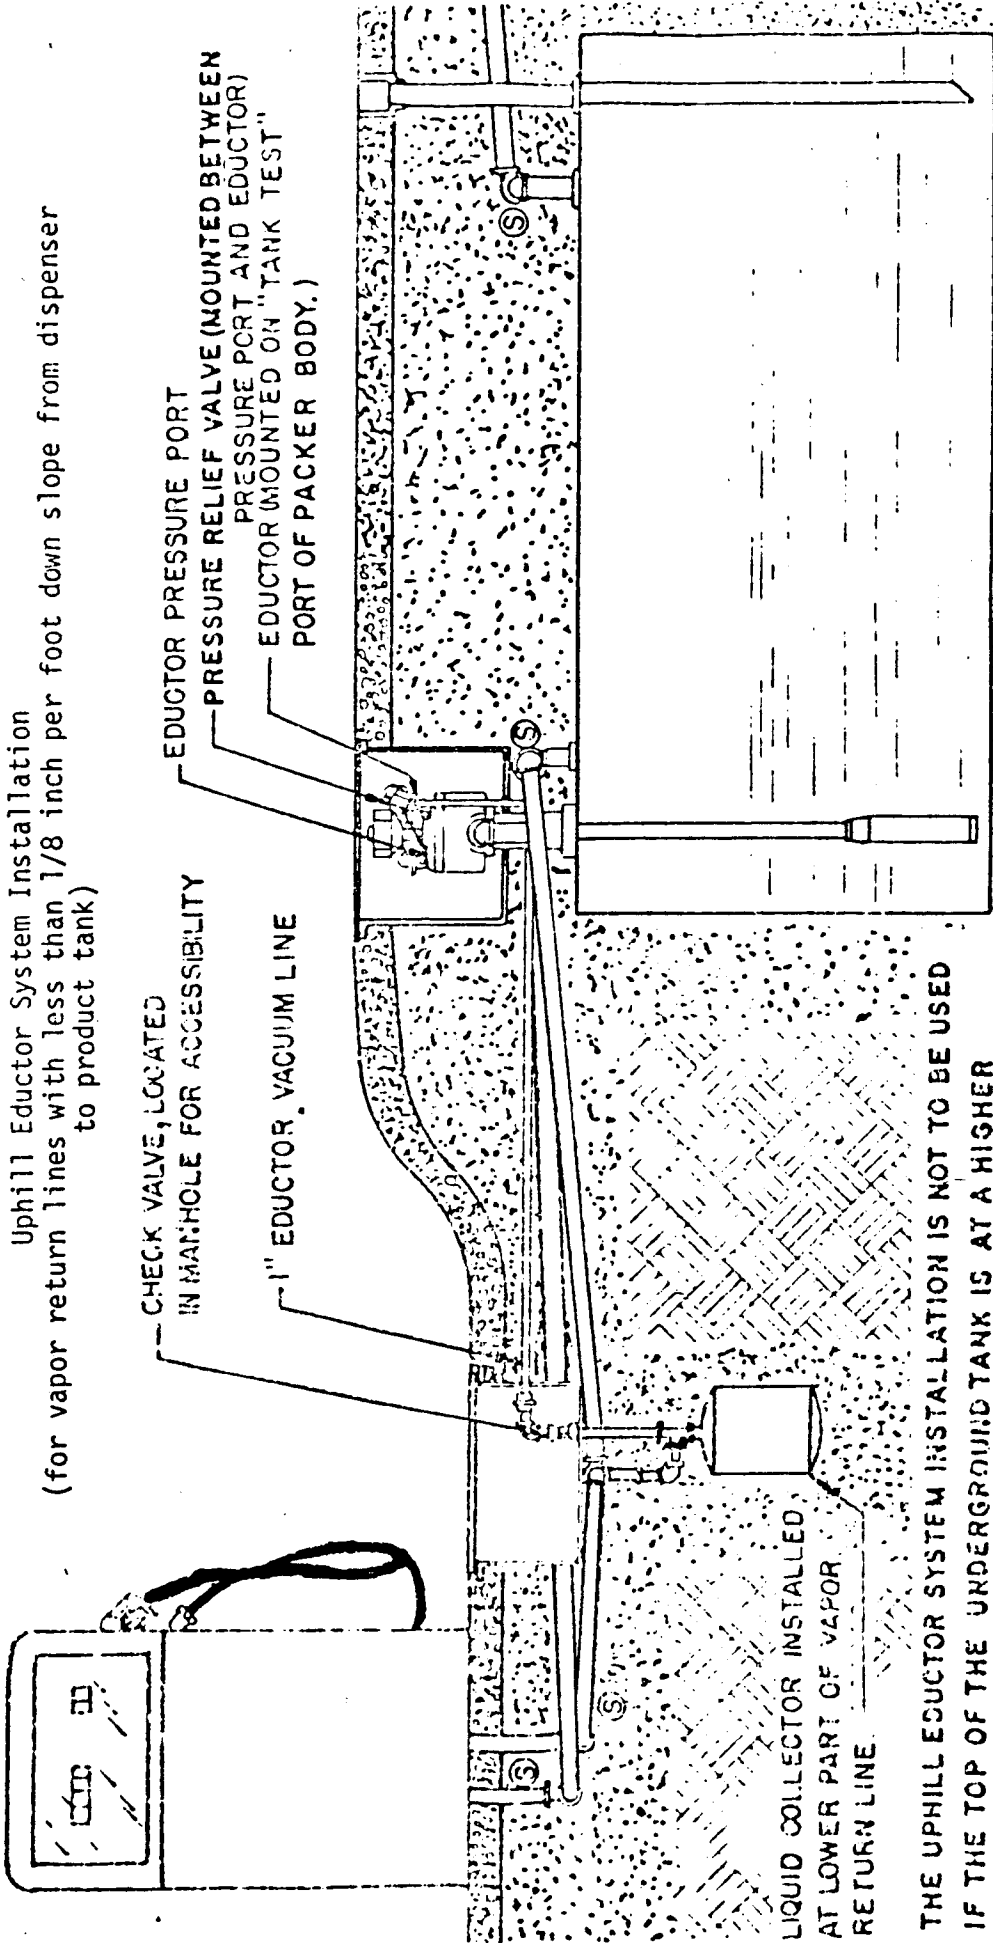 Uphill Eductor System Installation
(for vapor return lines with less than 1/8 inch per foot down slope from dispenser
to product tank)
EDUCTOR PRESSURE PORT
PRESSURE RELIEF VALVE (MOUNTED BETWEEN
PRESSURE PORT AND EDUCTOR)
EDUCTOR (MOUNTED ON "TANK TEST"
PORT OF PACKER BODY.)
CHECK VALVE, LOCATED
IN MANHOLE FOR ACCESSIBILITY
1" EDUCTOR VACUUM LINE
S
S
S
S
LIQUID COLLECTOR INSTALLED
AT LOWER PART OF VAPOR
RETURN LINE
THE UPHILL EDUCTOR SYSTEM INSTALLATION IS NOT TO BE USED
IF THE TOP OF THE UNDERGROUND TANK IS AT A HIGHER